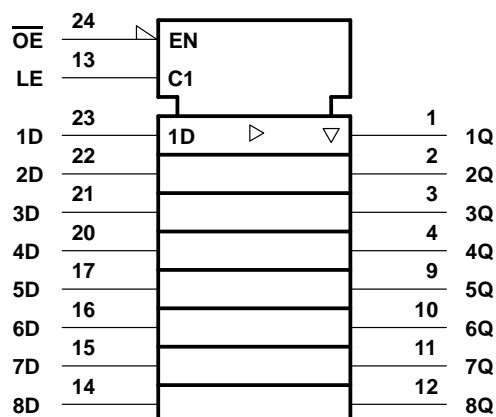 24
OE EN
13
LE C1
23 1
1D 1D 1Q
22 2
2D 2Q
21 3
3D 3Q
20 4
4D 4Q
17 9
5D 5Q
16 10
6D 6Q
15 11
7D 7Q
14 12
8D 8Q